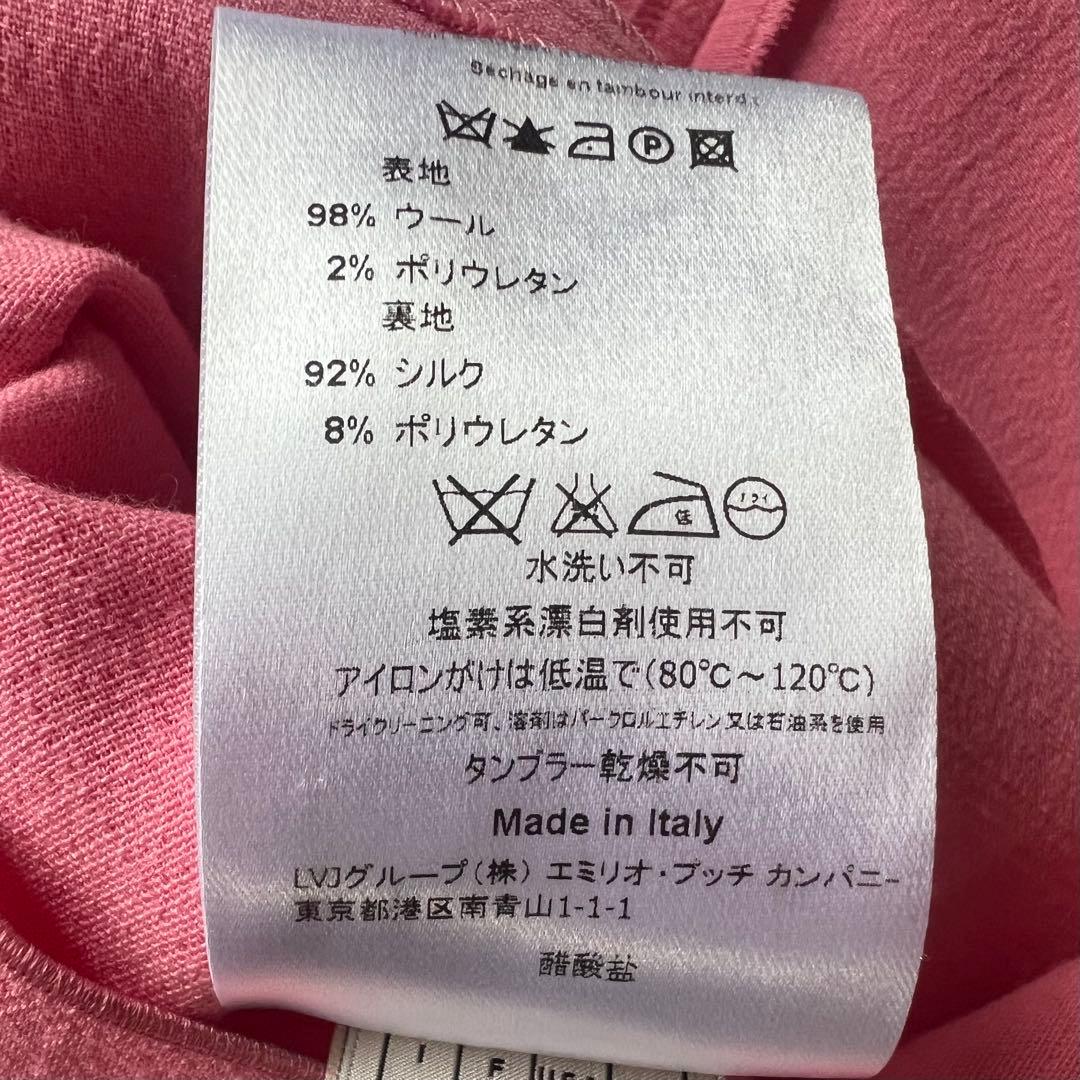 Séchage en tambour interdit
P
表地
98% ウール
2% ポリウレタン
裏地
92% シルク
8% ポリウレタン
低 ドライ
水洗い不可
塩素系漂白剤使用不可
アイロンがけは低温で(80℃~120℃)
ドライクリーニング可、溶剤はパークロルエチレン又は石油系を使用
タンブラー乾燥不可
Made in Italy
LVJグループ(株) エミリオ・プッチ カンパニー
東京都港区南青山1-1-1
醋酸盐
I F